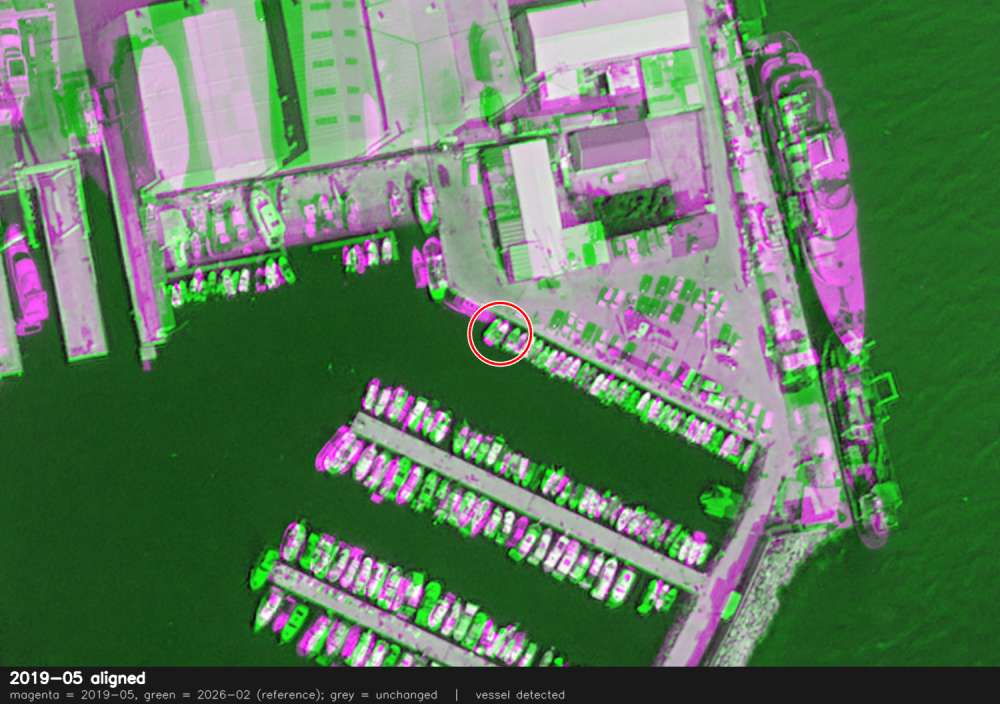 2019-05 aligned
magenta = 2019-05, green = 2026-02 (reference); grey = unchanged | vessel detected